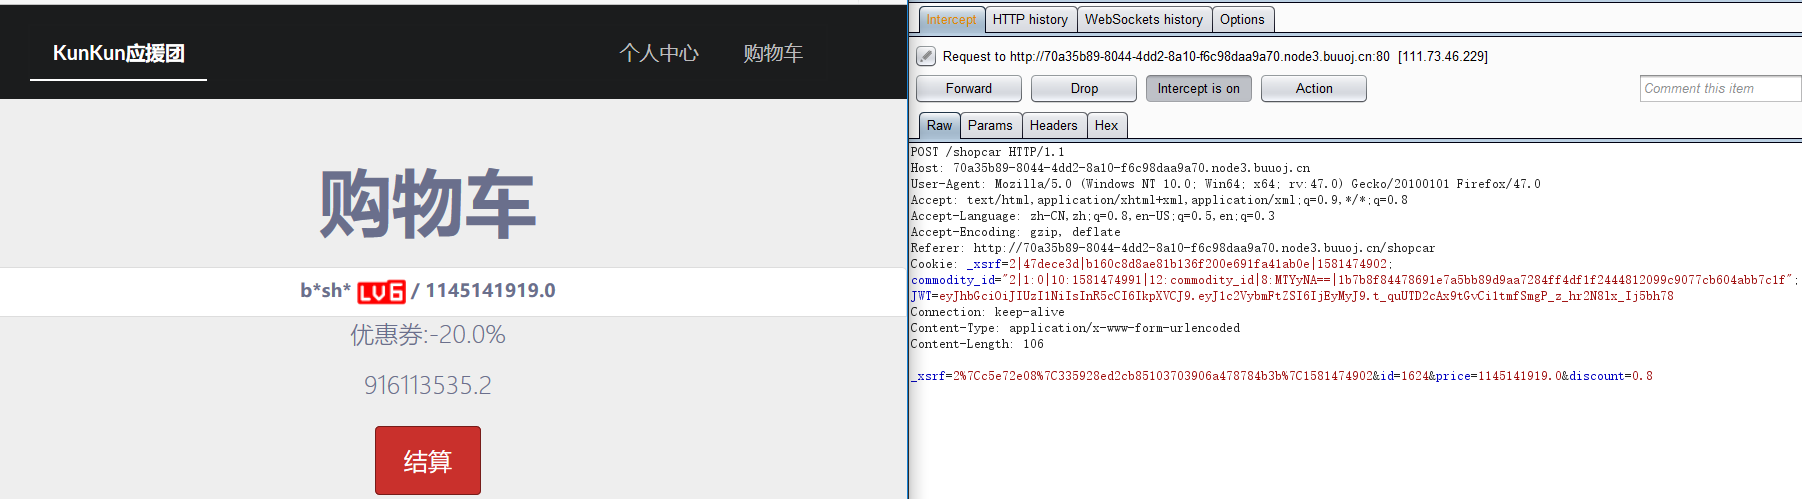 KunKun应援团
个人中心
购物车
购物车
b*sh* LV6 / 1145141919.0
优惠券:-20.0%
916113535.2
结算
Intercept
HTTP history
WebSockets history
Options
Request to http://70a35b89-8044-4dd2-8a10-f6c98daa9a70.node3.buuoj.cn:80 [111.73.46.229]
Forward
Drop
Intercept is on
Action
Comment this item
Raw
Params
Headers
Hex
POST /shopcar HTTP/1.1
Host: 70a35b89-8044-4dd2-8a10-f6c98daa9a70.node3.buuoj.cn
User-Agent: Mozilla/5.0 (Windows NT 10.0; Win64; x64; rv:47.0) Gecko/20100101 Firefox/47.0
Accept: text/html,application/xhtml+xml,application/xml;q=0.9,*/*;q=0.8
Accept-Language: zh-CN,zh;q=0.8,en-US;q=0.5,en;q=0.3
Accept-Encoding: gzip, deflate
Referer: http://70a35b89-8044-4dd2-8a10-f6c98daa9a70.node3.buuoj.cn/shopcar
Cookie: _xsrf=2|47dece3d|b160c8d8ae81b136f200e691fa41ab0e|1581474902;
commodity_id="2|1:0|10:1581474991|12:commodity_id|8:MTYyNA==|1b7b8f84478691e7a5bb89d9aa7284ff4df1f2444812099c9077cb604abb7c1f";
JWT=eyJhbGciOiJIUzI1NiIsInR5cCI6IkpXVCJ9.eyJ1c2VybmFtZSI6IjEyMyJ9.t_quUTD2cAx9tGvCi1tmfSmgP_z_hr2N8lx_Ij5bh78
Connection: keep-alive
Content-Type: application/x-www-form-urlencoded
Content-Length: 106
_xsrf=2%7Cc5e72e08%7C335928ed2cb85103703906a478784b3b%7C1581474902&id=1624&price=1145141919.0&discount=0.8